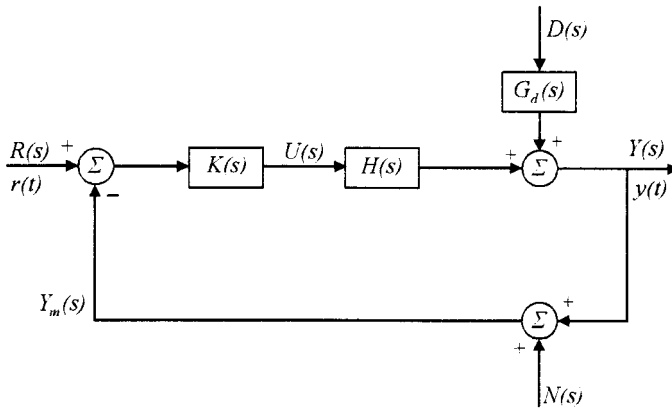 D(s)
G_d(s)
+
R(s) + Σ K(s) U(s) H(s) + Σ Y(s)
r(t) − y(t)
Y_m(s) Σ +
+
N(s)